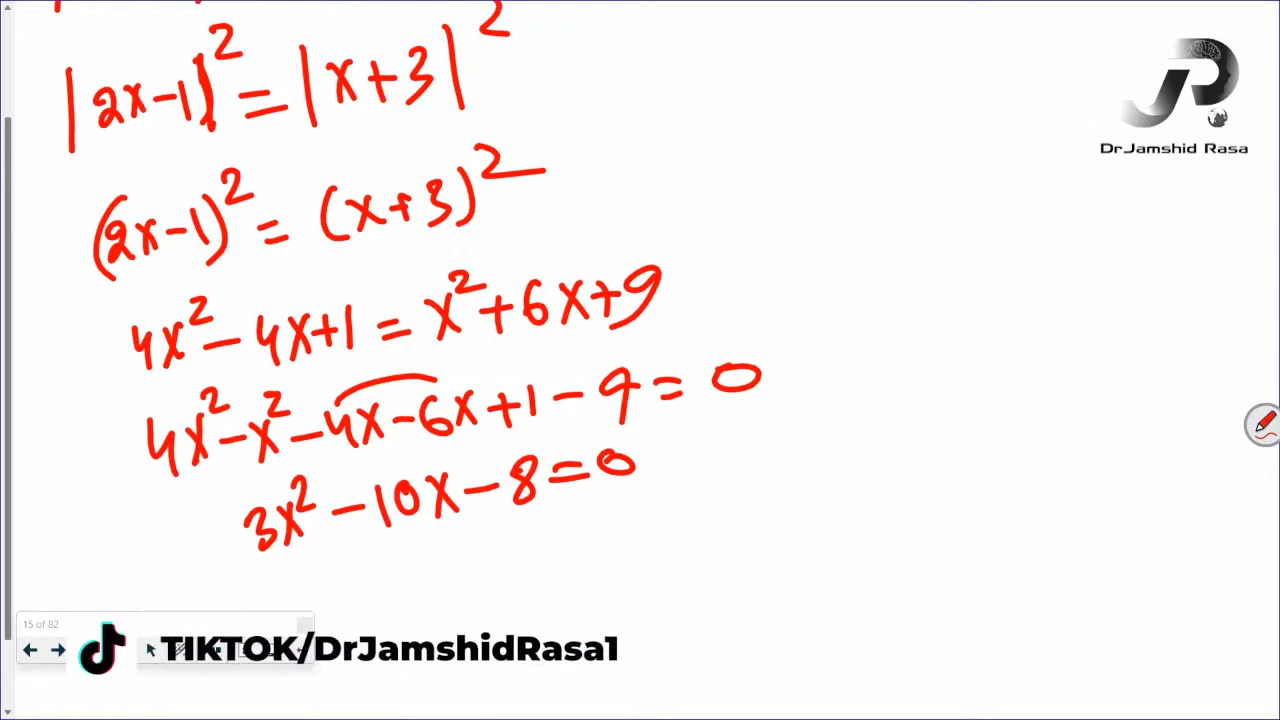 |2x-1|² = |x+3|²
(2x-1)² = (x+3)²
4x² - 4x+1 = x²+6x+9
4x² - x² - 4x - 6x + 1 - 9 = 0
3x² - 10x - 8 = 0
DrJamshid Rasa
15 of 82
TIKTOK/DrJamshidRasa1